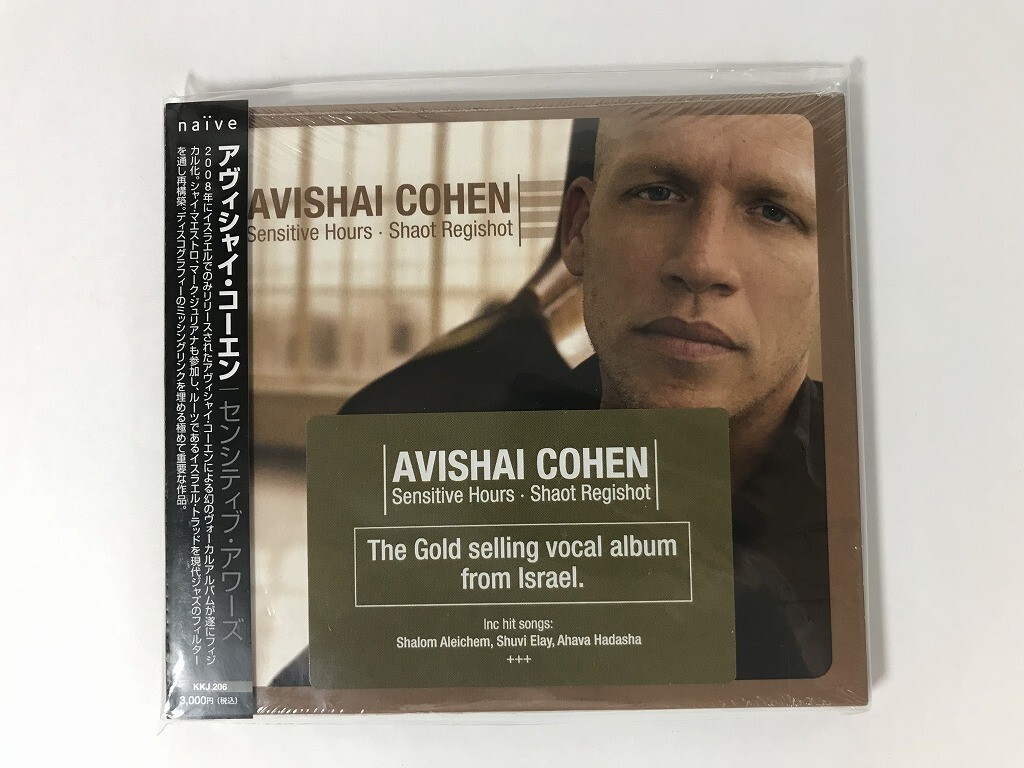 naïve
アヴィシャイ・コーエン|センシティブ・アワーズ
2008年にイスラエルでのみリリースされたアヴィシャイ・コーエンによる幻のヴォーカルアルバムが遂にフィジ
カル化。シャイ・マエストロ、マーク・ジュリアナも参加し、ルーツであるイスラエル・トラッドを現代ジャズのフィルター
を通し再構築。ディスコグラフィーのミッシングリンクを埋める極めて重要な作品。
KKJ 206
3,000円(税込)
AVISHAI COHEN
Sensitive Hours · Shaot Regishot
AVISHAI COHEN
Sensitive Hours · Shaot Regishot
The Gold selling vocal album
from Israel.
Inc hit songs:
Shalom Aleichem, Shuvi Elay, Ahava Hadasha
+++